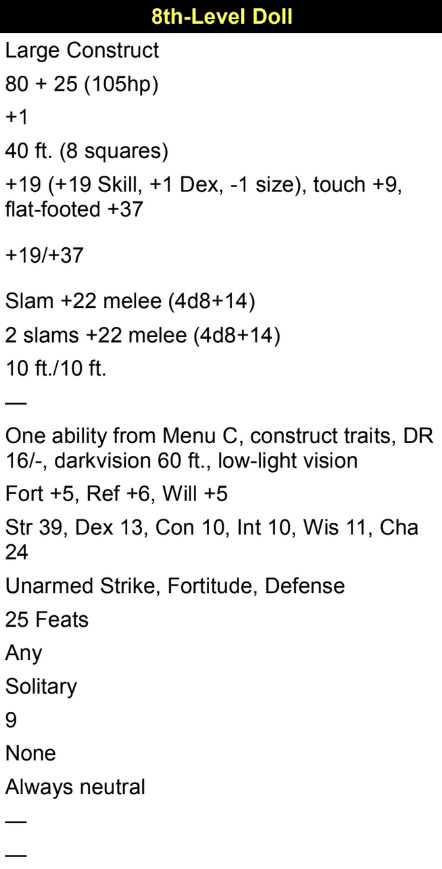 8th-Level Doll
Large Construct
80 + 25 (105hp)
+1
40 ft. (8 squares)
+19 (+19 Skill, +1 Dex, -1 size), touch +9,
flat-footed +37
+19/+37
Slam +22 melee (4d8+14)
2 slams +22 melee (4d8+14)
10 ft./10 ft.
—
One ability from Menu C, construct traits, DR
16/-, darkvision 60 ft., low-light vision
Fort +5, Ref +6, Will +5
Str 39, Dex 13, Con 10, Int 10, Wis 11, Cha
24
Unarmed Strike, Fortitude, Defense
25 Feats
Any
Solitary
9
None
Always neutral
—
—